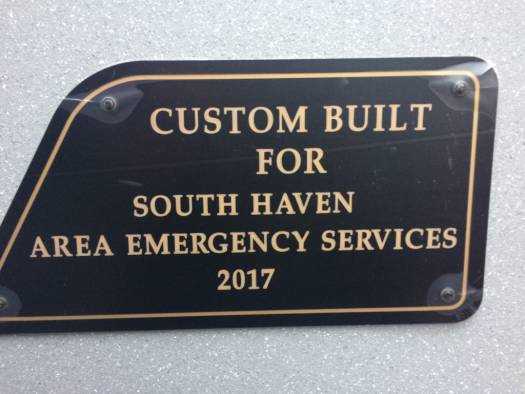 CUSTOM BUILT
FOR
SOUTH HAVEN
AREA EMERGENCY SERVICES
2017